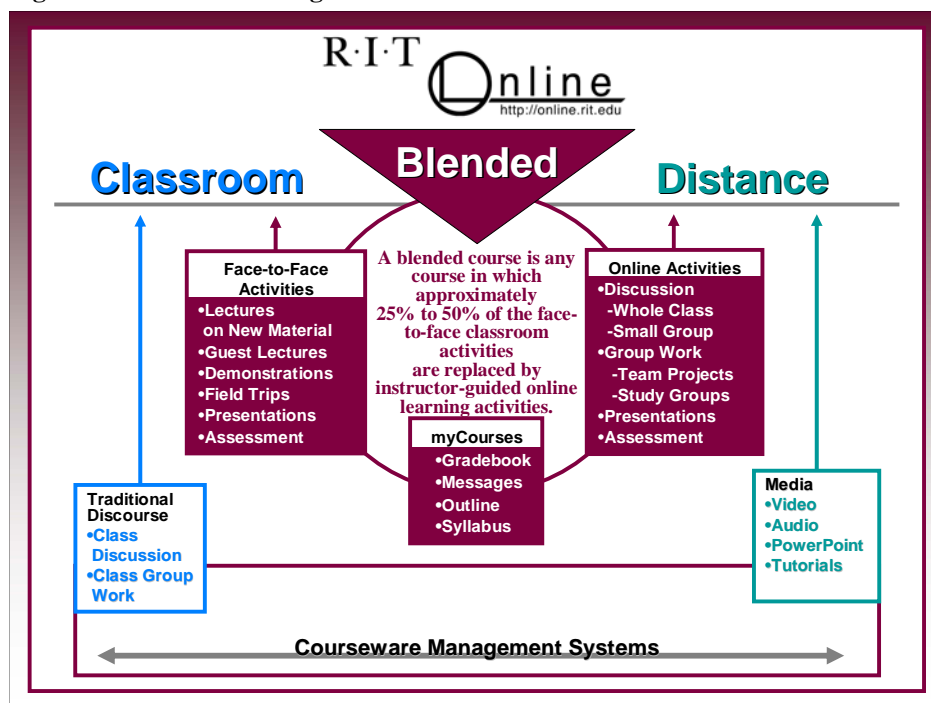 R·I·T
Online
http://online.rit.edu
Classroom
Blended
Distance
Face-to-Face
Activities
•Lectures
on New Material
•Guest Lectures
•Demonstrations
•Field Trips
•Presentations
•Assessment
A blended course is any
course in which
approximately
25% to 50% of the face-
to-face classroom
activities
are replaced by
instructor-guided online
learning activities.
Online Activities
•Discussion
-Whole Class
-Small Group
•Group Work
-Team Projects
-Study Groups
•Presentations
•Assessment
myCourses
•Gradebook
•Messages
•Outline
•Syllabus
Traditional
Discourse
•Class
Discussion
•Class Group
Work
Media
•Video
•Audio
•PowerPoint
•Tutorials
Courseware Management Systems